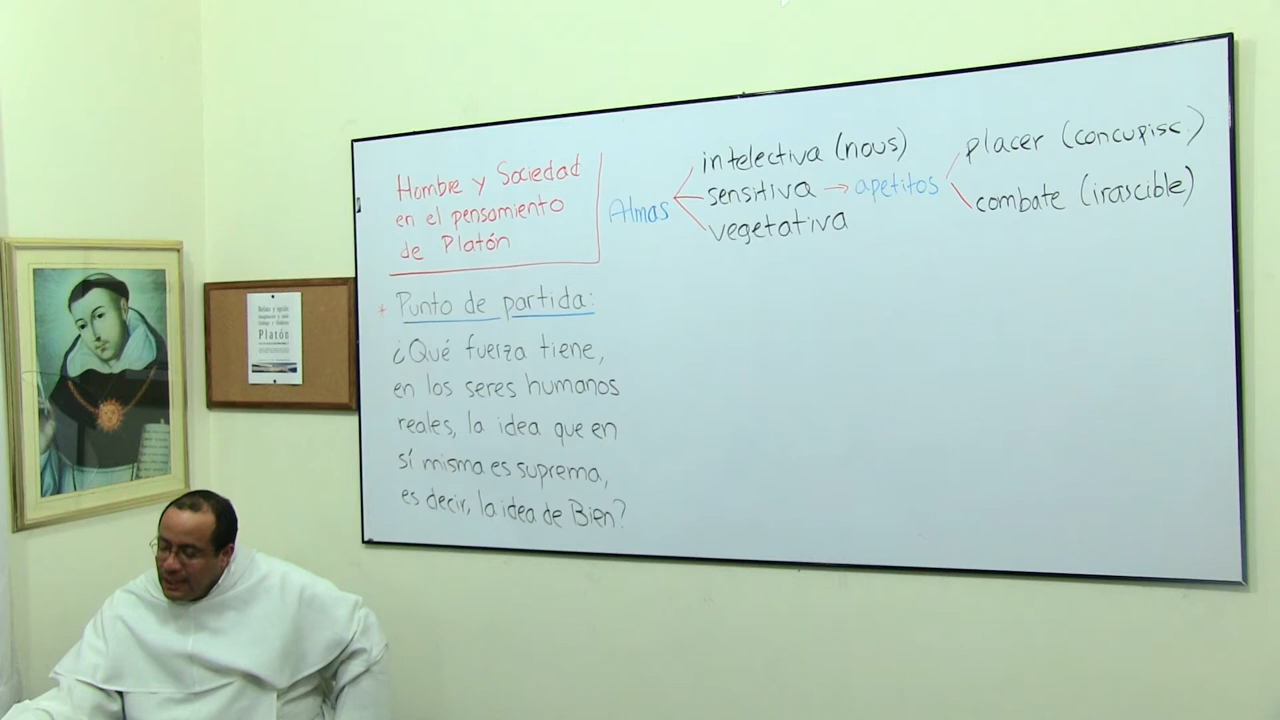 Hombre y Sociedad
en el pensamiento
de Platón
Almas
intelectiva (nous)
sensitiva → apetitos
vegetativa
placer (concupisc.)
combate (irascible)
* Punto de partida:
¿Qué fuerza tiene,
en los seres humanos
reales, la idea que en
sí misma es suprema,
es decir, la idea de Bien?
Platón